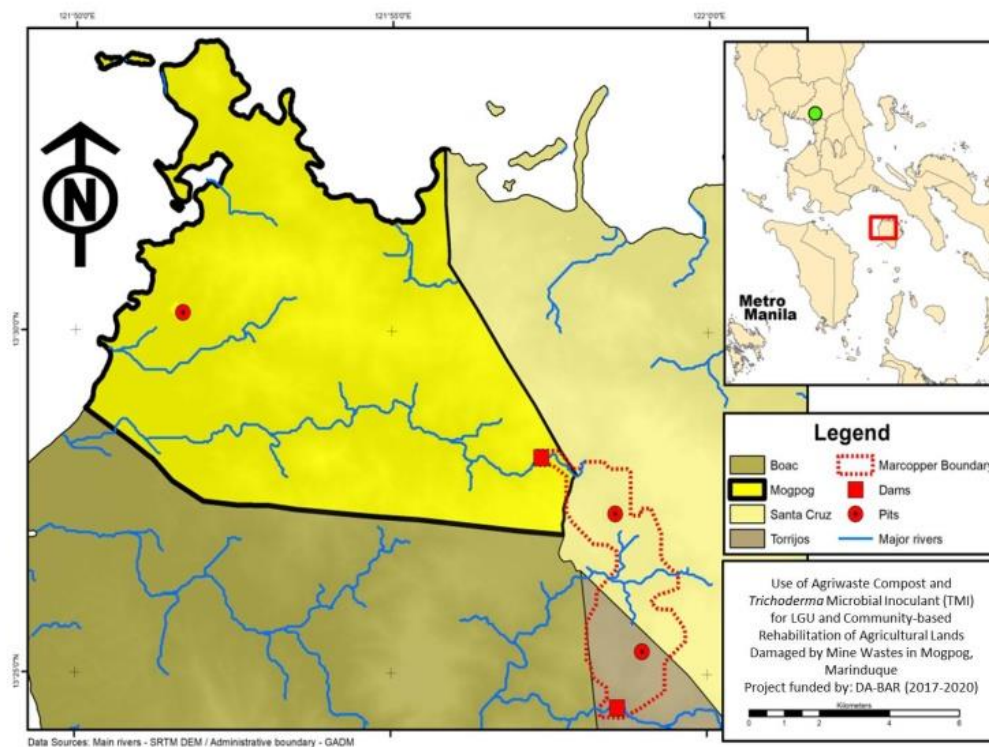 121°50'0"E 121°55'0"E 122°0'0"E
N
13°30'0"N
13°25'0"N
Metro
Manila
Legend
Boac
Mogpog
Santa Cruz
Torrijos
Marcopper Boundary
Dams
Pits
Major rivers
Use of Agriwaste Compost and
Trichoderma Microbial Inoculant (TMI)
for LGU and Community-based
Rehabilitation of Agricultural Lands
Damaged by Mine Wastes in Mogpog,
Marinduque
Project funded by: DA-BAR (2017-2020)
Kilometers
0 1 2 4 6
Data Sources: Main rivers - SRTM DEM / Administrative boundary - GADM